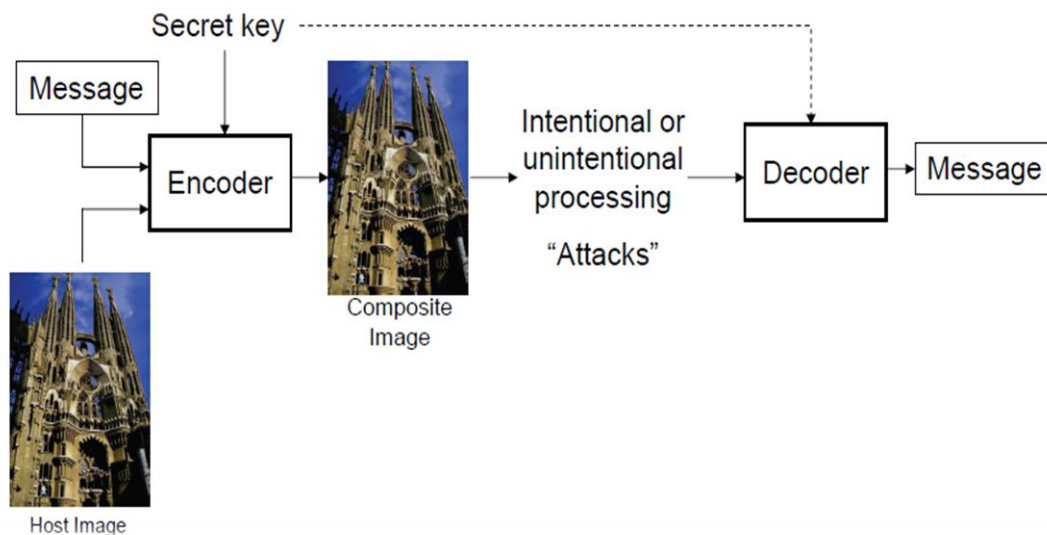 Secret key
Message
Encoder
Composite
Image
Intentional or
unintentional
processing
“Attacks”
Decoder
Message
Host Image